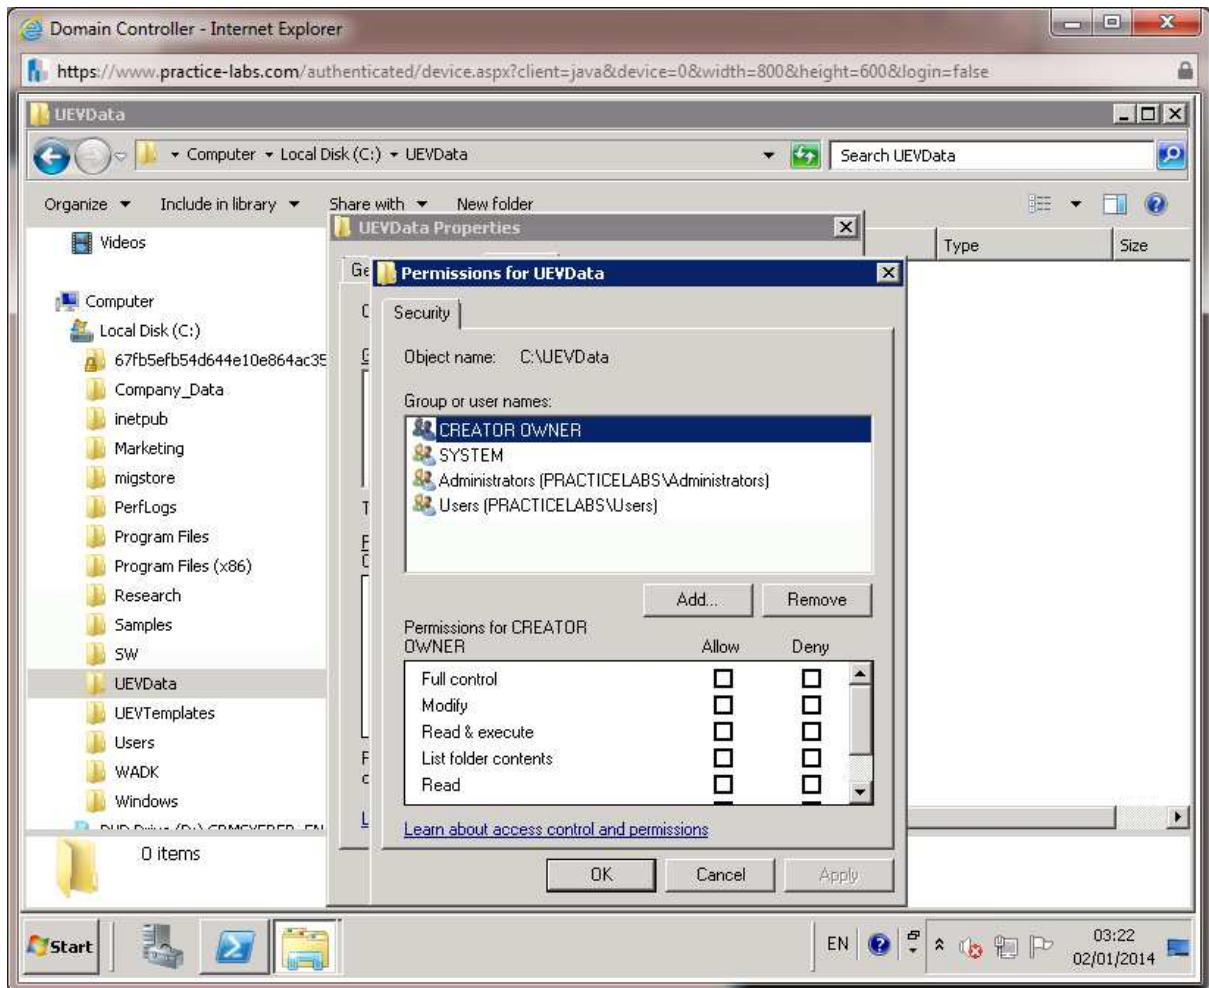 Domain Controller - Internet Explorer
https://www.practice-labs.com/authenticated/device.aspx?client=java&device=0&width=800&height=600&login=false
UEVData
Computer Local Disk (C:) UEVData
Search UEVData
Organize Include in library Share with New folder
Videos
Computer
Local Disk (C:)
67fb5efb54d644e10e864ac35
Company_Data
inetpub
Marketing
migstore
PerfLogs
Program Files
Program Files (x86)
Research
Samples
SW
UEVData
UEVTemplates
Users
WADK
Windows
0 items
Type Size
UEVData Properties
Ge
Permissions for UEVData
Security
Object name: C:\UEVData
Group or user names:
CREATOR OWNER
SYSTEM
Administrators (PRACTICELABS\Administrators)
Users (PRACTICELABS\Users)
Add... Remove
Permissions for CREATOR
OWNER Allow Deny
Full control
Modify
Read & execute
List folder contents
Read
Learn about access control and permissions
OK Cancel Apply
Start
EN
03:22
02/01/2014